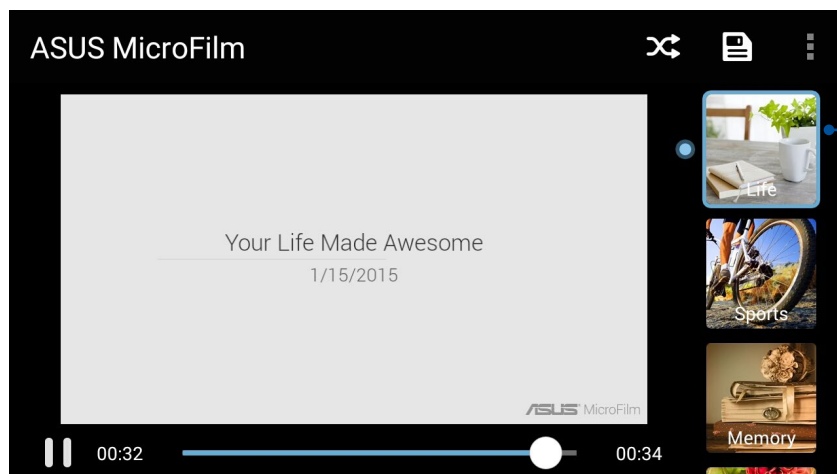 ASUS MicroFilm
Your Life Made Awesome
1/15/2015
ASUS MicroFilm
00:32
00:34
Life
Sports
Memory